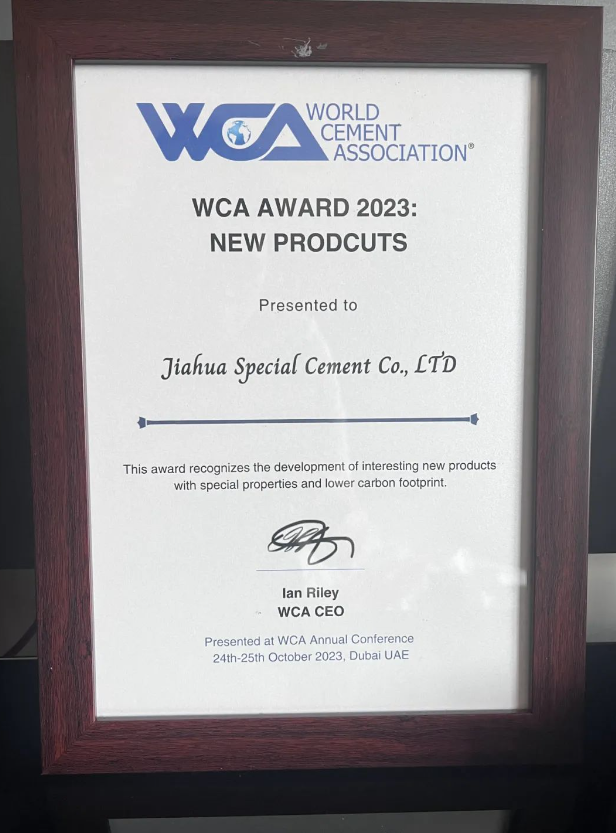 WCA WORLD
CEMENT
ASSOCIATION®
WCA AWARD 2023:
NEW PRODCUTS
Presented to
Jiahua Special Cement Co., LTD
This award recognizes the development of interesting new products
with special properties and lower carbon footprint.
Ian Riley
WCA CEO
Presented at WCA Annual Conference
24th-25th October 2023, Dubai UAE